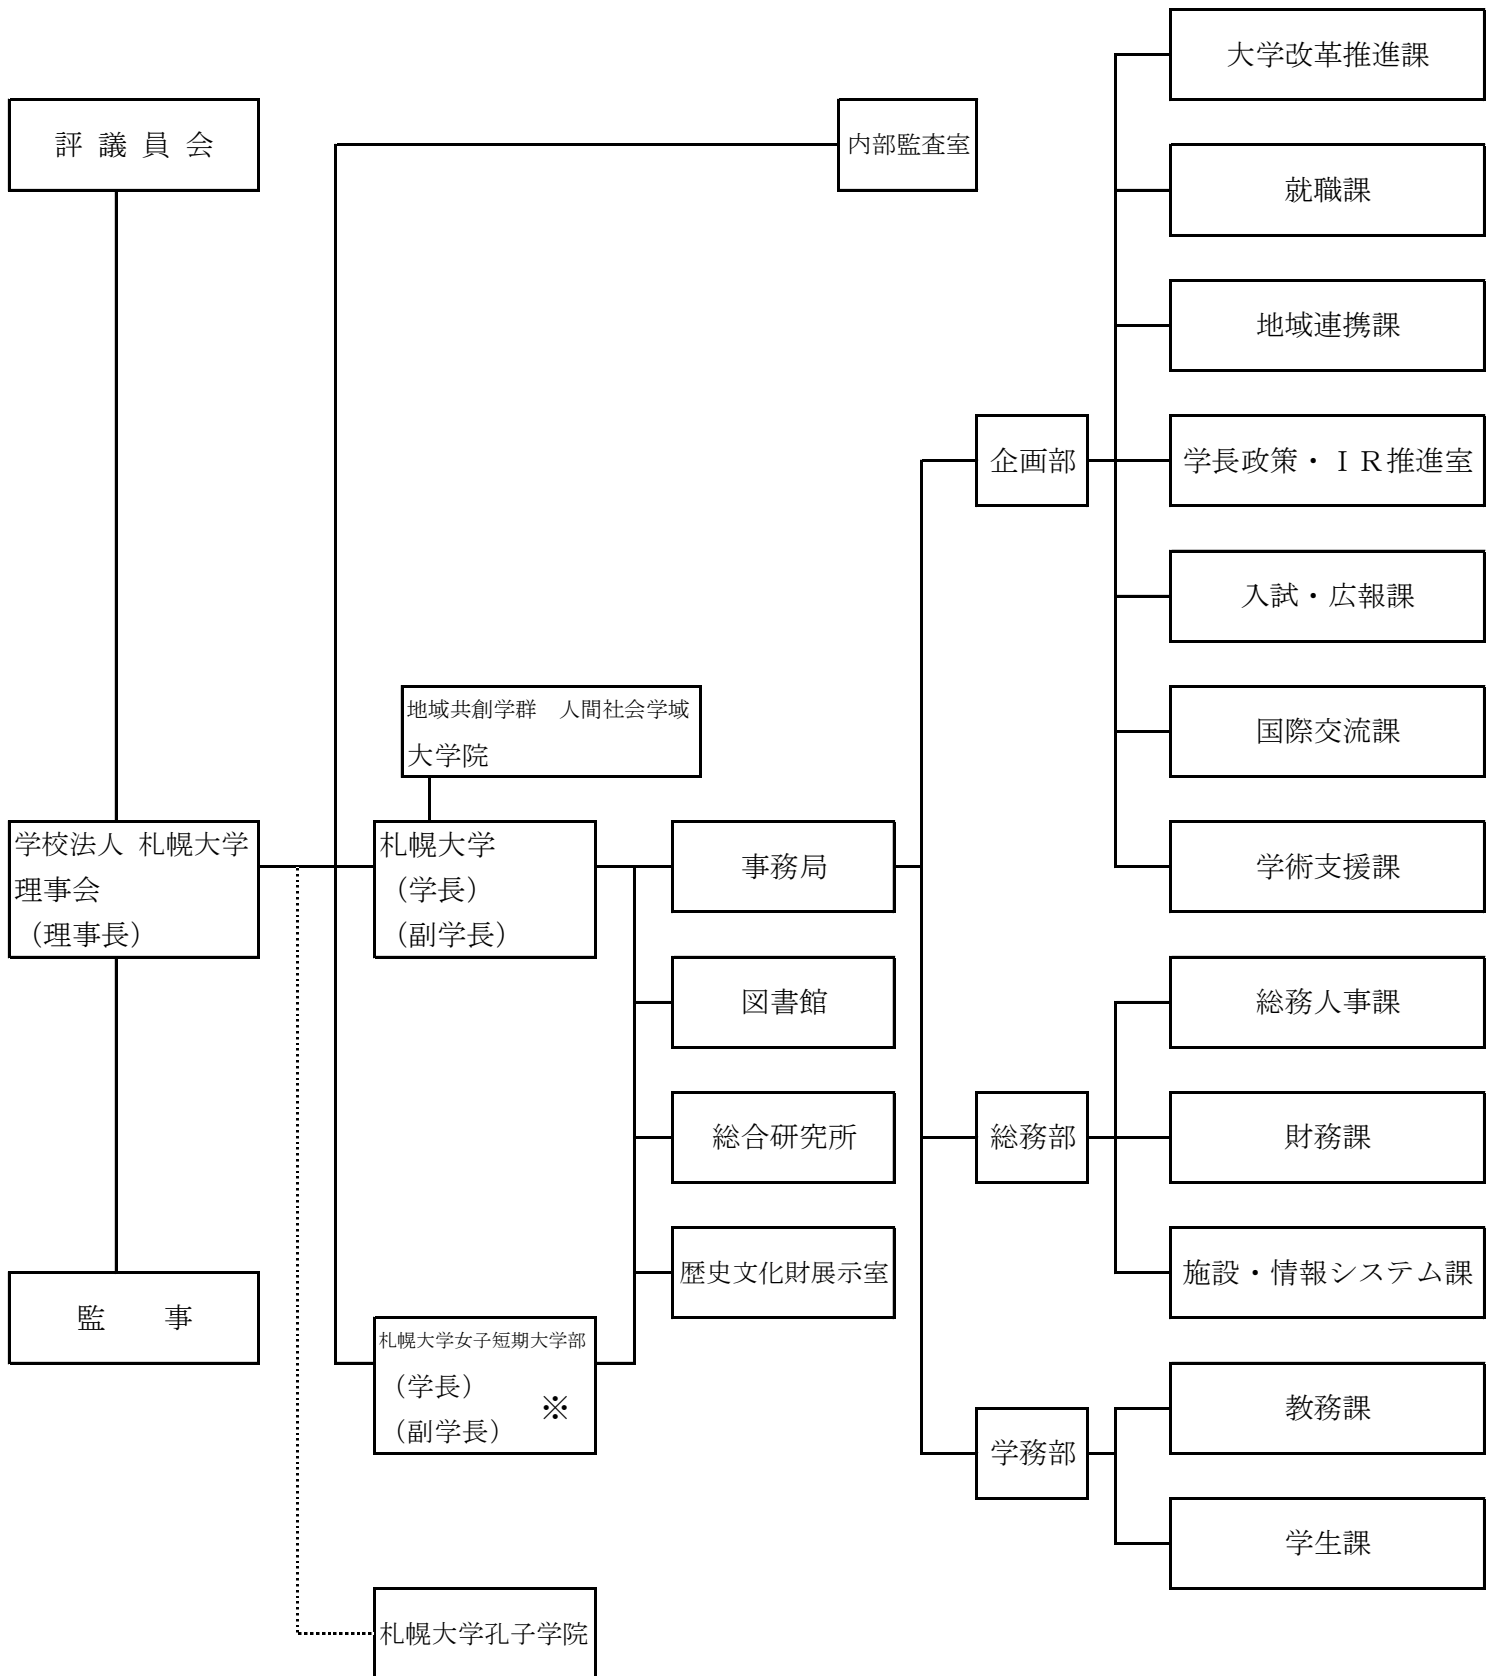 大学改革推進課
評 議 員 会
内部監査室
就職課
地域連携課
企画部
学長政策・ＩＲ推進室
入試・広報課
地域共創学群　人間社会学域
大学院
国際交流課
学校法人 札幌大学
理事会
（理事長）
札幌大学
（学長）
（副学長）
事務局
学術支援課
図書館
総務人事課
総合研究所
総務部
財務課
歴史文化財展示室
施設・情報システム課
監　　事
札幌大学女子短期大学部
（学長）
（副学長）
※
教務課
学務部
学生課
札幌大学孔子学院